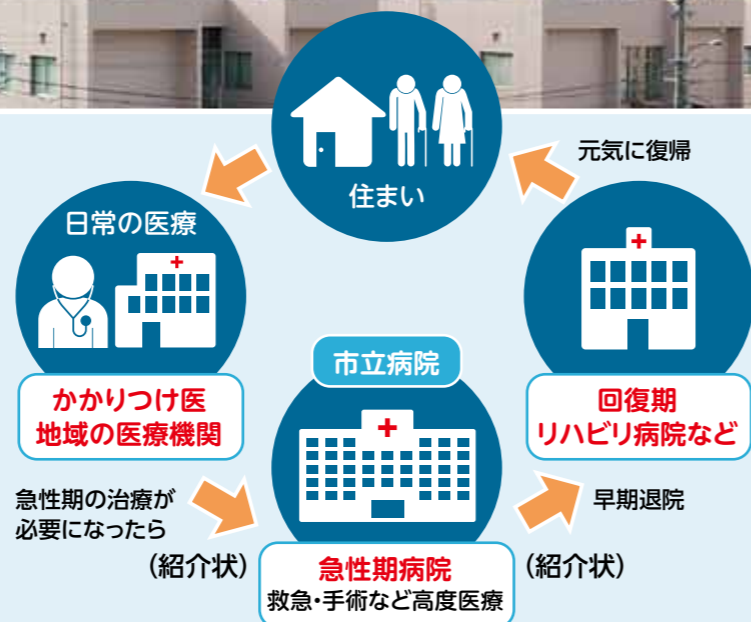 住まい
元気に復帰
日常の医療
かかりつけ医
地域の医療機関
市立病院
回復期
リハビリ病院など
急性期の治療が
必要になったら
(紹介状)
早期退院
(紹介状)
急性期病院
救急・手術など高度医療